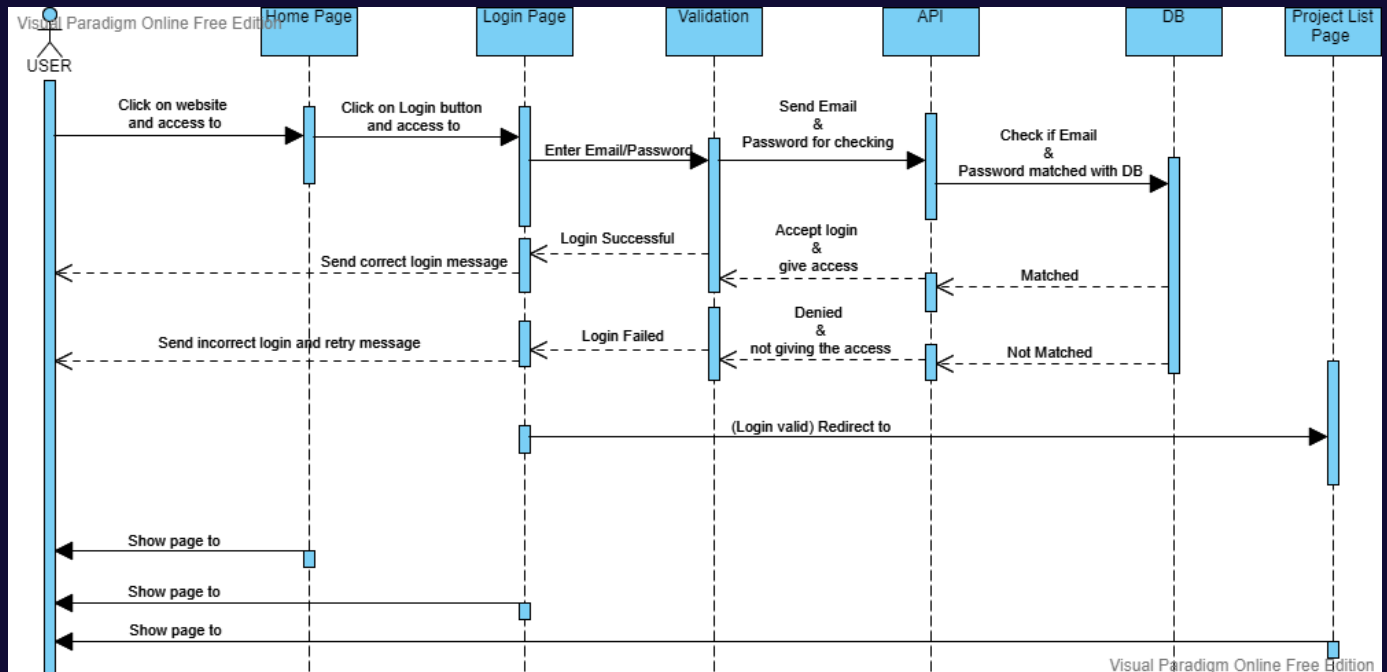 Visual Paradigm Online Free Edition
USER
Home Page
Login Page
Validation
API
DB
Project List
Page
Click on website
and access to
Click on Login button
and access to
Enter Email/Password
Send Email
&
Password for checking
Check if Email
&
Password matched with DB
Login Successful
Accept login
&
give access
Send correct login message
Matched
Denied
&
not giving the access
Login Failed
Send incorrect login and retry message
Not Matched
(Login valid) Redirect to
Show page to
Show page to
Show page to
Visual Paradigm Online Free Edition